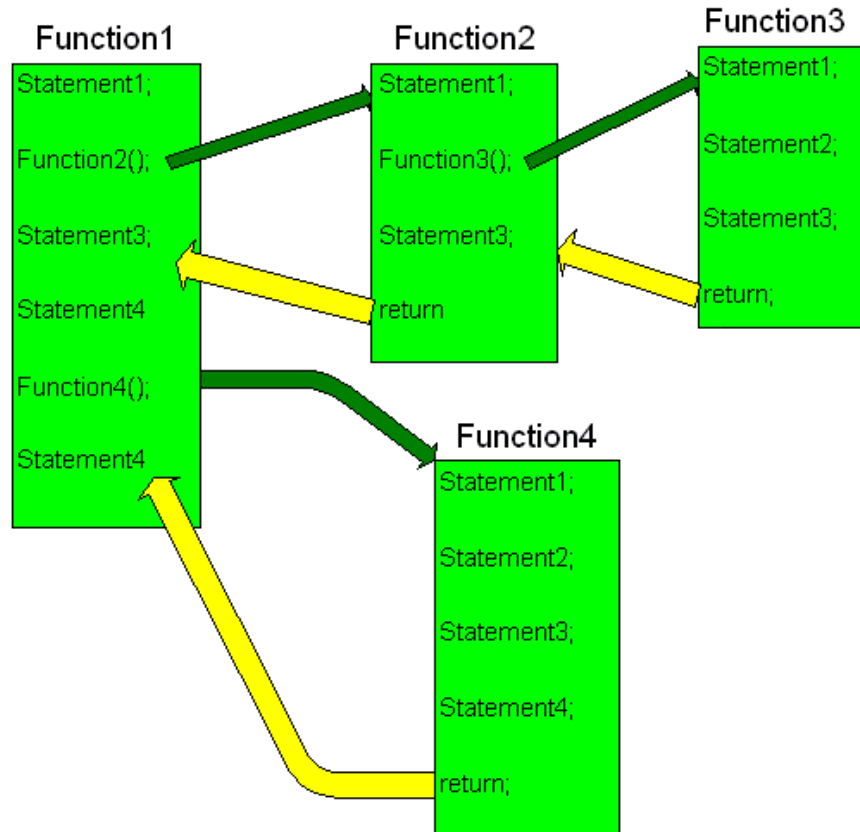 Function1
Statement1;
Function2();
Statement3;
Statement4
Function4();
Statement4
Function2
Statement1;
Function3();
Statement3;
return
Function3
Statement1;
Statement2;
Statement3;
return;
Function4
Statement1;
Statement2;
Statement3;
Statement4;
return;